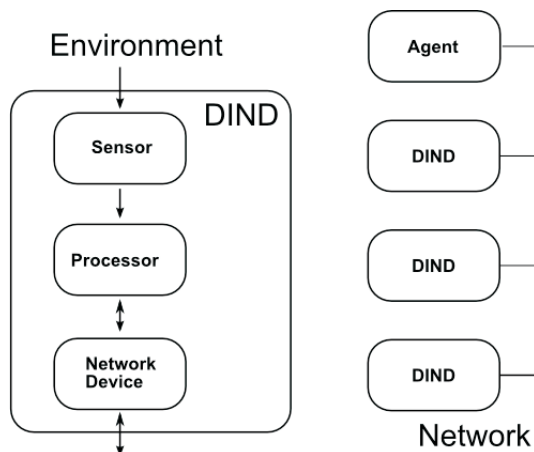 Environment
DIND
Sensor
Processor
Network
Device
Agent
DIND
DIND
DIND
Network